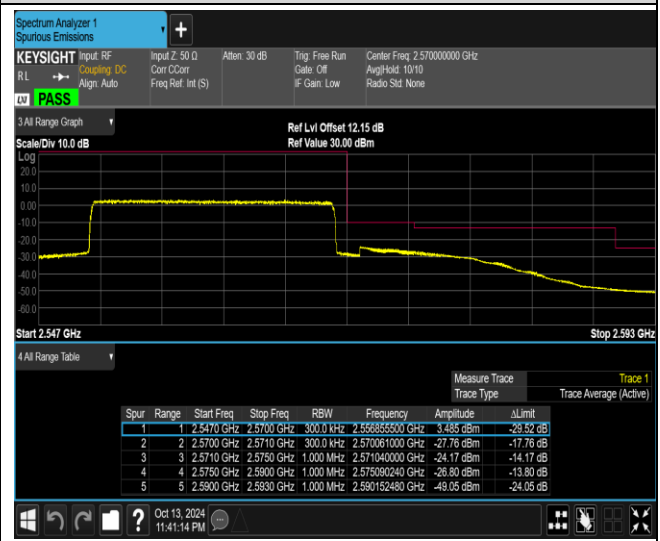 Spectrum Analyzer 1
Spurious Emissions
+
KEYSIGHT Input: RF Input Z: 50 Ω Atten: 30 dB Trig: Free Run Center Freq: 2.570000000 GHz
RL Coupling: DC Corr CCorr Gate: Off Avg|Hold: 10/10
Align: Auto Freq Ref: Int (S) IF Gain: Low Radio Std: None
LXI PASS
3 All Range Graph
Ref Lvl Offset 12.15 dB
Scale/Div 10.0 dB Ref Value 30.00 dBm
Log
20.0
10.0
0.00
-10.0
-20.0
-30.0
-40.0
-50.0
-60.0
Start 2.547 GHz Stop 2.593 GHz
4 All Range Table
Measure Trace Trace 1
Trace Type Trace Average (Active)
Spur Range Start Freq Stop Freq RBW Frequency Amplitude ΔLimit
1 1 2.5470 GHz 2.5700 GHz 300.0 kHz 2.556855500 GHz 3.485 dBm -29.52 dB
2 2 2.5700 GHz 2.5710 GHz 300.0 kHz 2.570061000 GHz -27.76 dBm -17.76 dB
3 3 2.5710 GHz 2.5750 GHz 1.000 MHz 2.571040000 GHz -24.17 dBm -14.17 dB
4 4 2.5750 GHz 2.5900 GHz 1.000 MHz 2.575090240 GHz -26.80 dBm -13.80 dB
5 5 2.5900 GHz 2.5930 GHz 1.000 MHz 2.590152480 GHz -49.05 dBm -24.05 dB
? Oct 13, 2024
11:41:14 PM